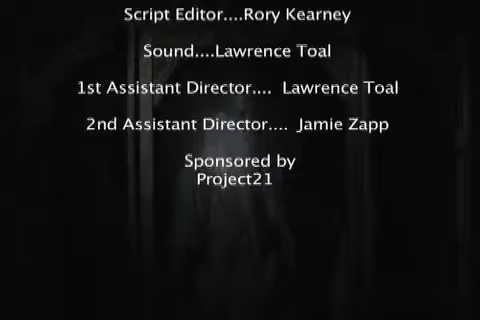 Script Editor....Rory Kearney
Sound....Lawrence Toal
1st Assistant Director.... Lawrence Toal
2nd Assistant Director.... Jamie Zapp
Sponsored by
Project21